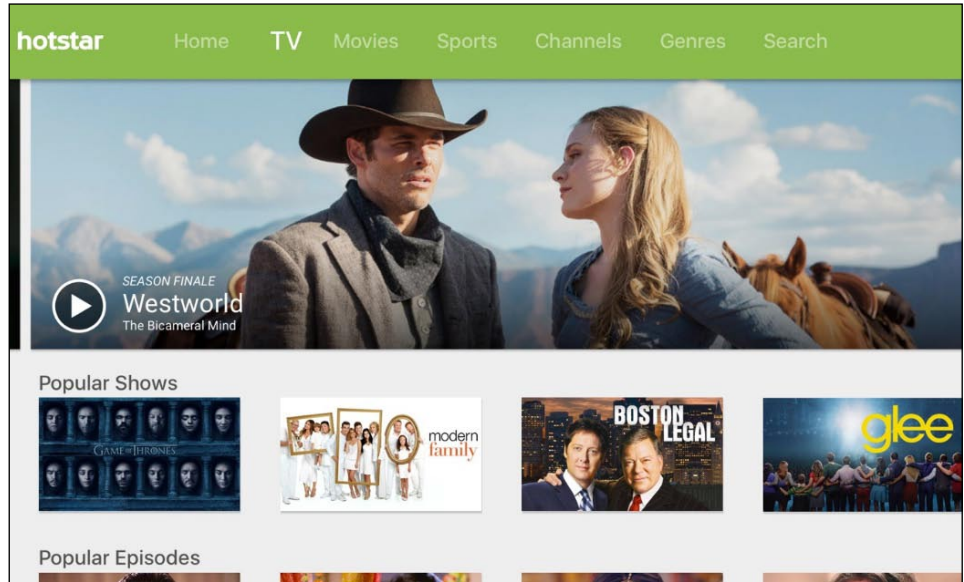 hotstar Home TV Movies Sports Channels Genres Search
SEASON FINALE
Westworld
The Bicameral Mind
Popular Shows
GAME OF THRONES
modern
family
BOSTON
LEGAL
glee
Popular Episodes